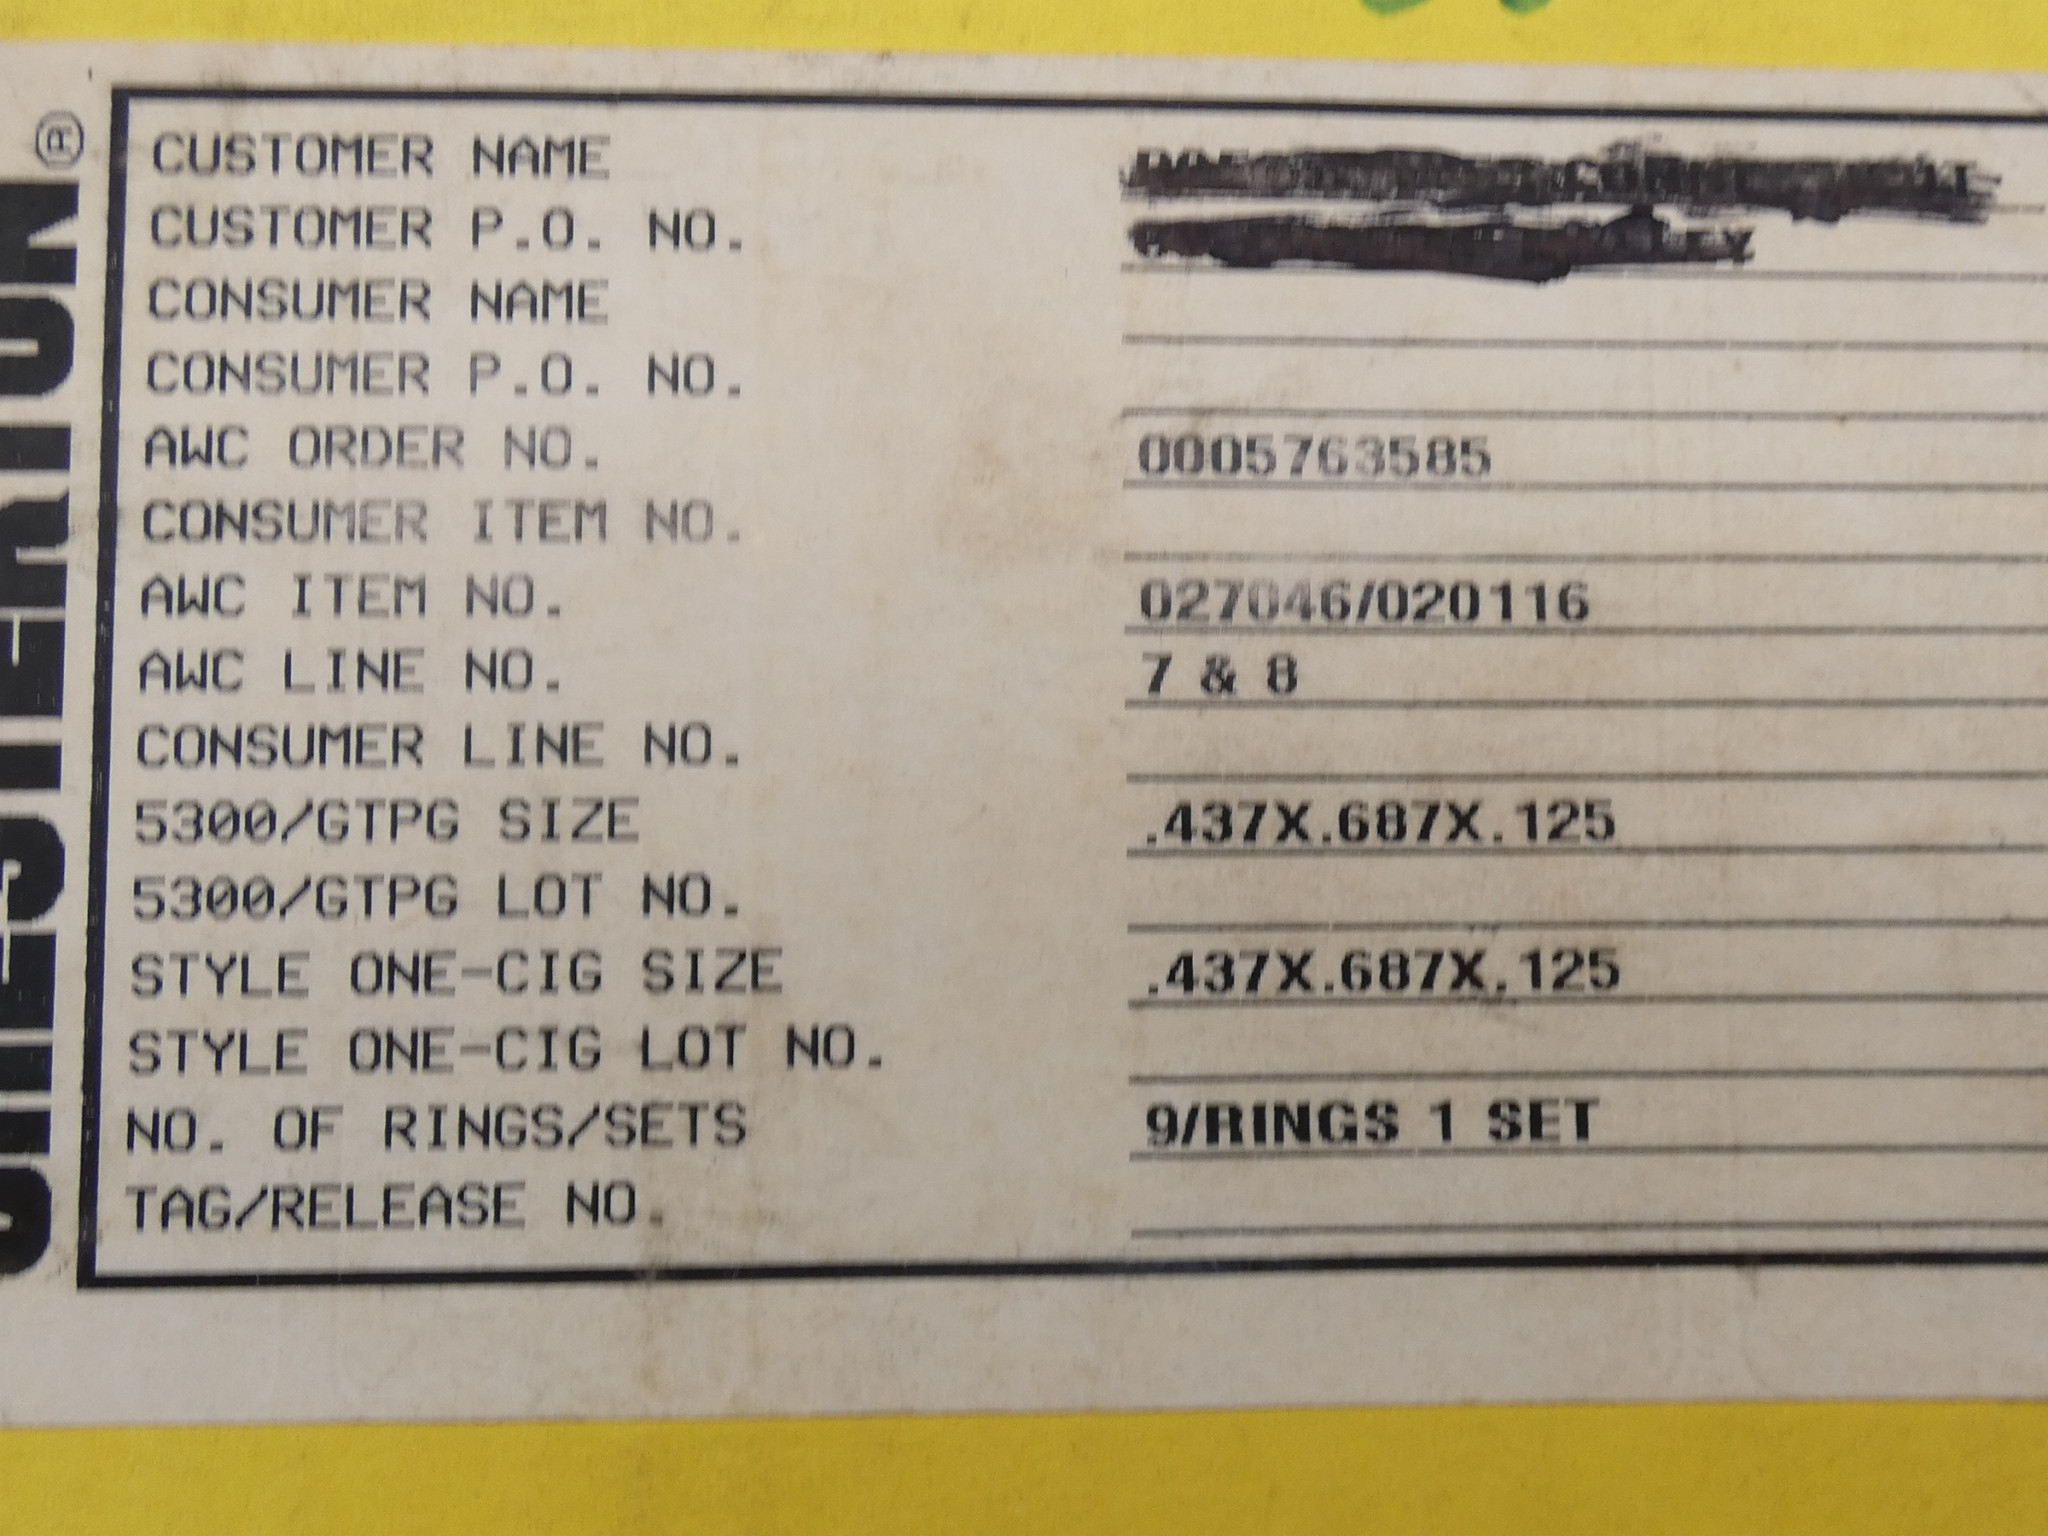 CHESTERTON®
CUSTOMER NAME
CUSTOMER P.O. NO.
CONSUMER NAME
CONSUMER P.O. NO.
AWC ORDER NO. 0005763585
CONSUMER ITEM NO.
AWC ITEM NO. 027046/020116
AWC LINE NO. 7 & 8
CONSUMER LINE NO.
5300/GTPG SIZE .437X.687X.125
5300/GTPG LOT NO.
STYLE ONE-CIG SIZE .437X.687X.125
STYLE ONE-CIG LOT NO.
NO. OF RINGS/SETS 9/RINGS 1 SET
TAG/RELEASE NO.